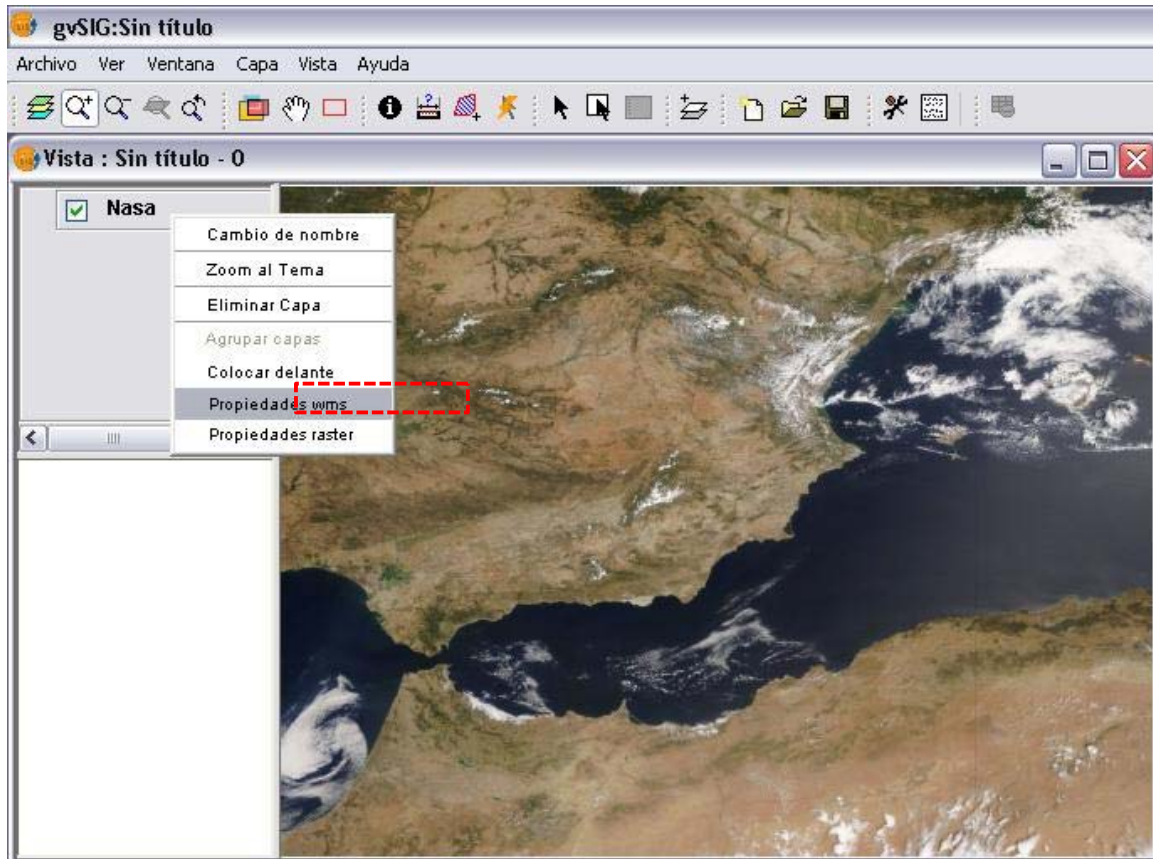 gvSIG:Sin título
Archivo Ver Ventana Capa Vista Ayuda
Vista : Sin título - 0
Nasa
Cambio de nombre
Zoom al Tema
Eliminar Capa
Agrupar capas
Colocar delante
Propiedades wms
Propiedades raster